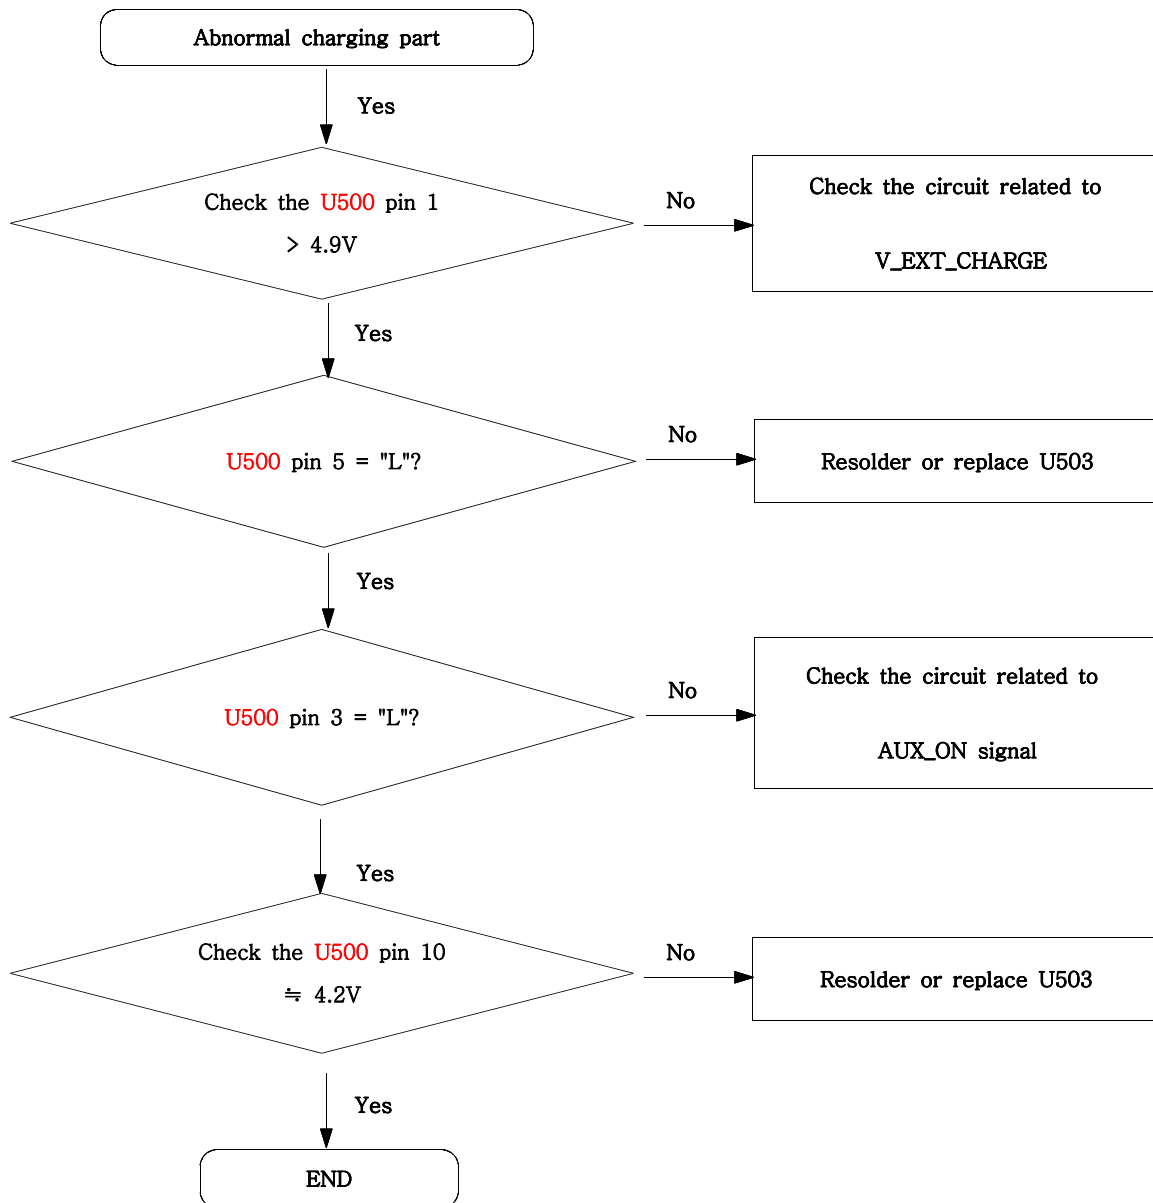 Abnormal charging part
Yes
Check the U500 pin 1
> 4.9V
No
Check the circuit related to
V_EXT_CHARGE
Yes
U500 pin 5 = "L"?
No
Resolder or replace U503
Yes
U500 pin 3 = "L"?
No
Check the circuit related to
AUX_ON signal
Yes
Check the U500 pin 10
≒ 4.2V
No
Resolder or replace U503
Yes
END